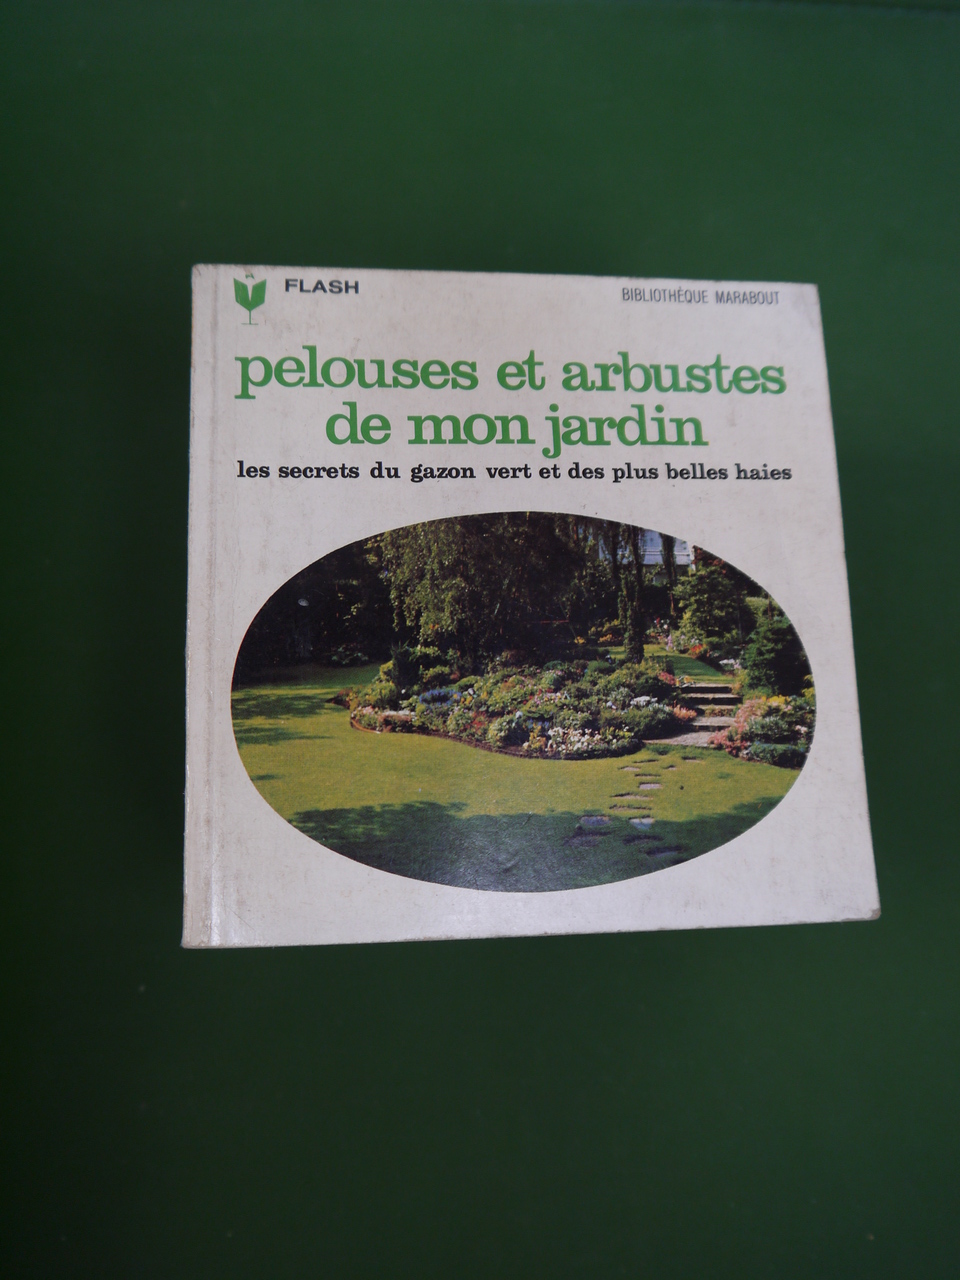 FLASH
BIBLIOTHÈQUE MARABOUT
pelouses et arbustes
de mon jardin
les secrets du gazon vert et des plus belles haies